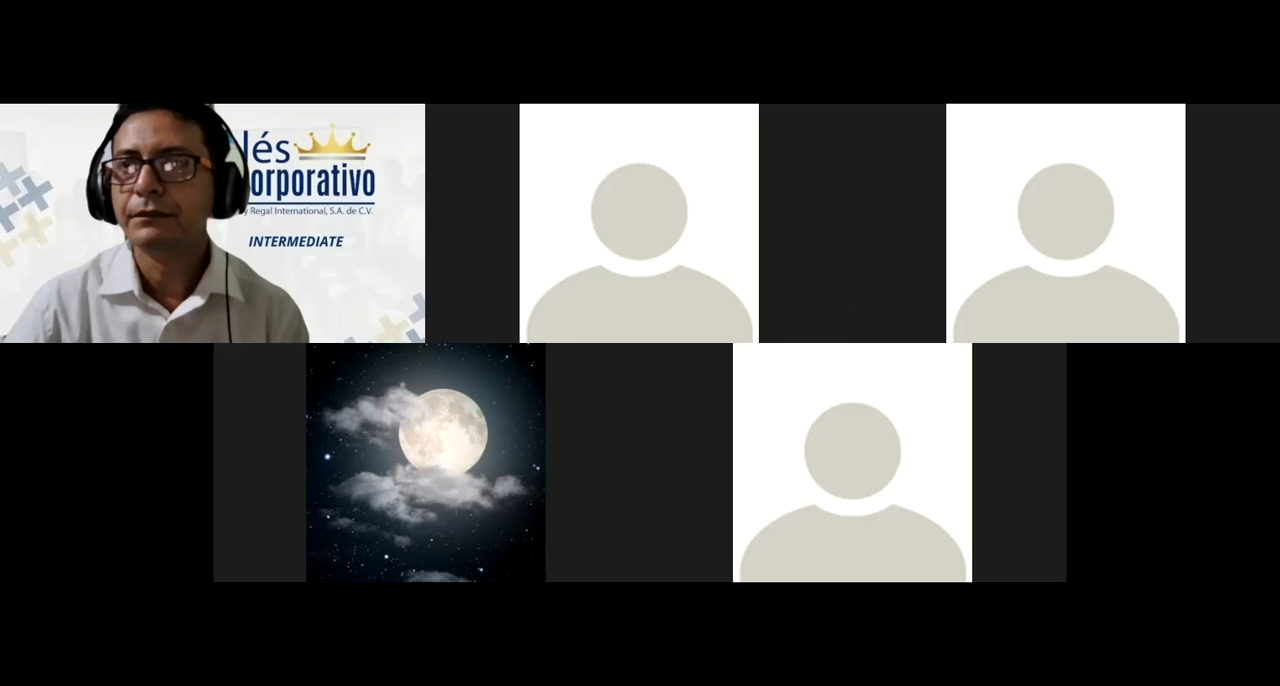 lés
orporativo
y Regal International, S.A. de C.V.
INTERMEDIATE